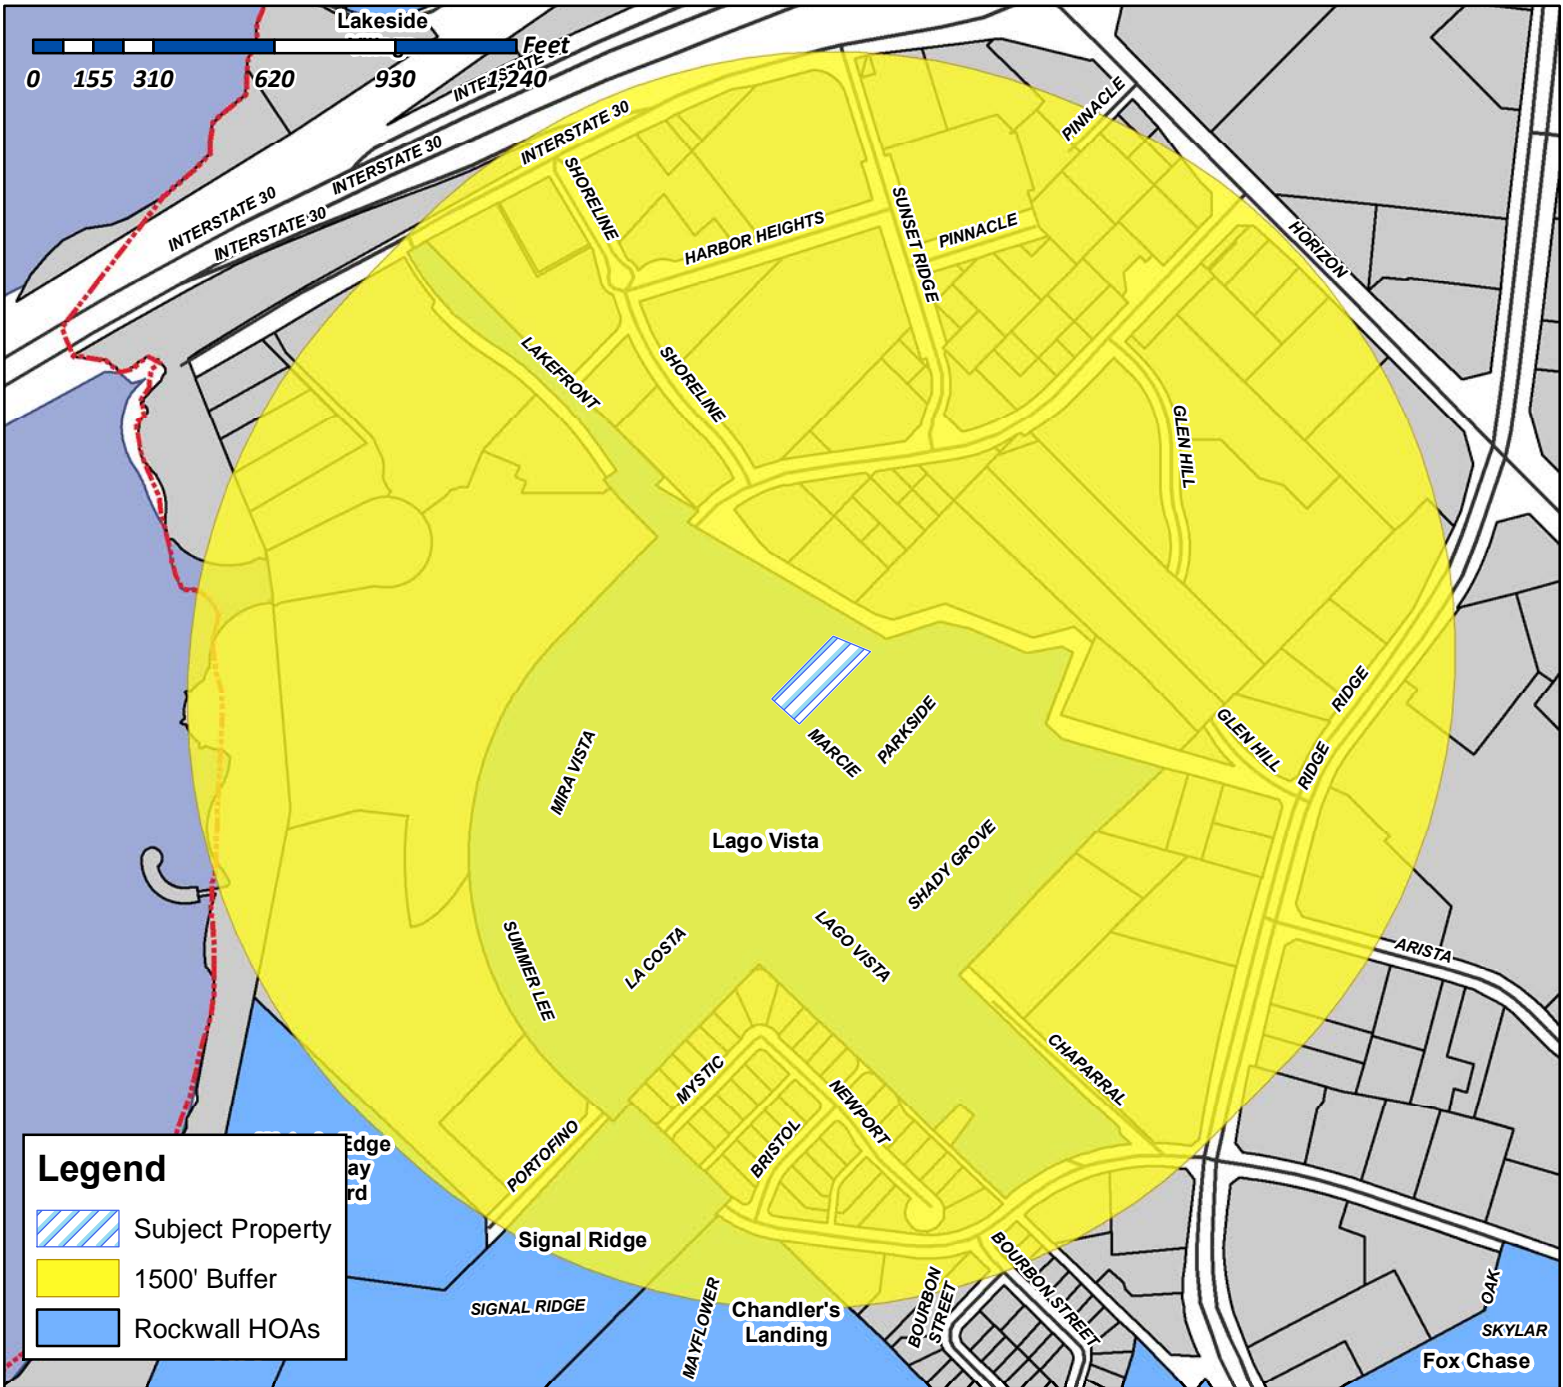 Lakeside
Feet
0 155 310 620 930 1,240
INTERSTATE 30
INTERSTATE 30
INTERSTATE 30
INTERSTATE 30
PINNACLE
SHORELINE
SUNSET RIDGE
HARBOR HEIGHTS
PINNACLE
HORIZON
LAKEFRONT
SHORELINE
GLEN HILL
RIDGE
GLEN HILL
RIDGE
MARCIE
PARKSIDE
MIRA VISTA
Lago Vista
SHADY GROVE
SUMMER LEE
LA COSTA
LAGO VISTA
ARISTA
CHAPARRAL
MYSTIC
NEWPORT
BRISTOL
PORTOFINO
Edge
Signal Ridge
SIGNAL RIDGE
MAYFLOWER
Chandler's
Landing
BOURBON
STREET
BOURBON STREET
OAK
SKYLAR
Fox Chase
Legend
Subject Property
1500' Buffer
Rockwall HOAs